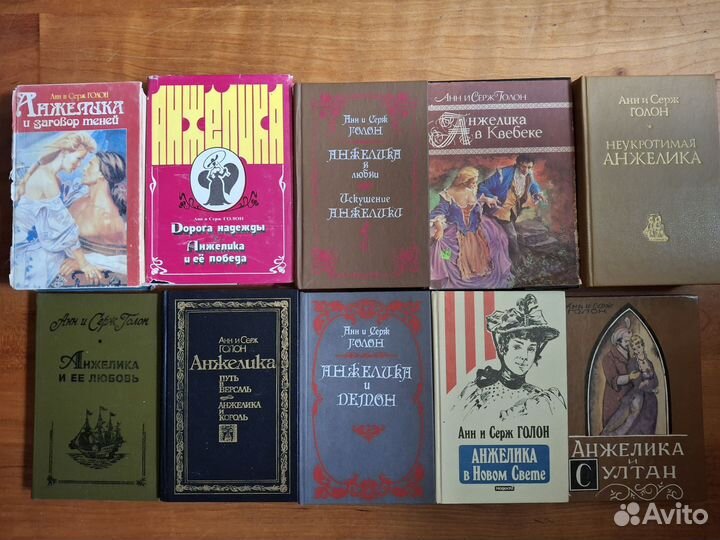 Анн и Серж ГОЛОН
АНЖЕЛИКА
и заговор теней
АНЖЕЛИКА
Анн и Серж ГОЛОН
Дорога надежды
Анжелика
и её победа
Анн и Серж
ГОЛОН
АНЖЕЛИКА
и
любви
Искушение
АНЖЕЛИКИ
Анн и Серж Голон
Анжелика
в Квебеке
Анн и Серж
ГОЛОН
НЕУКРОТИМАЯ
АНЖЕЛИКА
Анн и Серж Голон
Анжелика
и ее любовь
Анн и Серж
ГОЛОН
Анжелика
ПУТЬ В
ВЕРСАЛЬ
АНЖЕЛИКА
И
КОРОЛЬ
Анн и Серж
ГОЛОН
АНЖЕЛИКА
и
ДЕМОН
Анн и Серж ГОЛОН
АНЖЕЛИКА
в Новом Свете
Анн и Серж
ГОЛОН
АНЖЕЛИКА
И
СУЛТАН
Avito